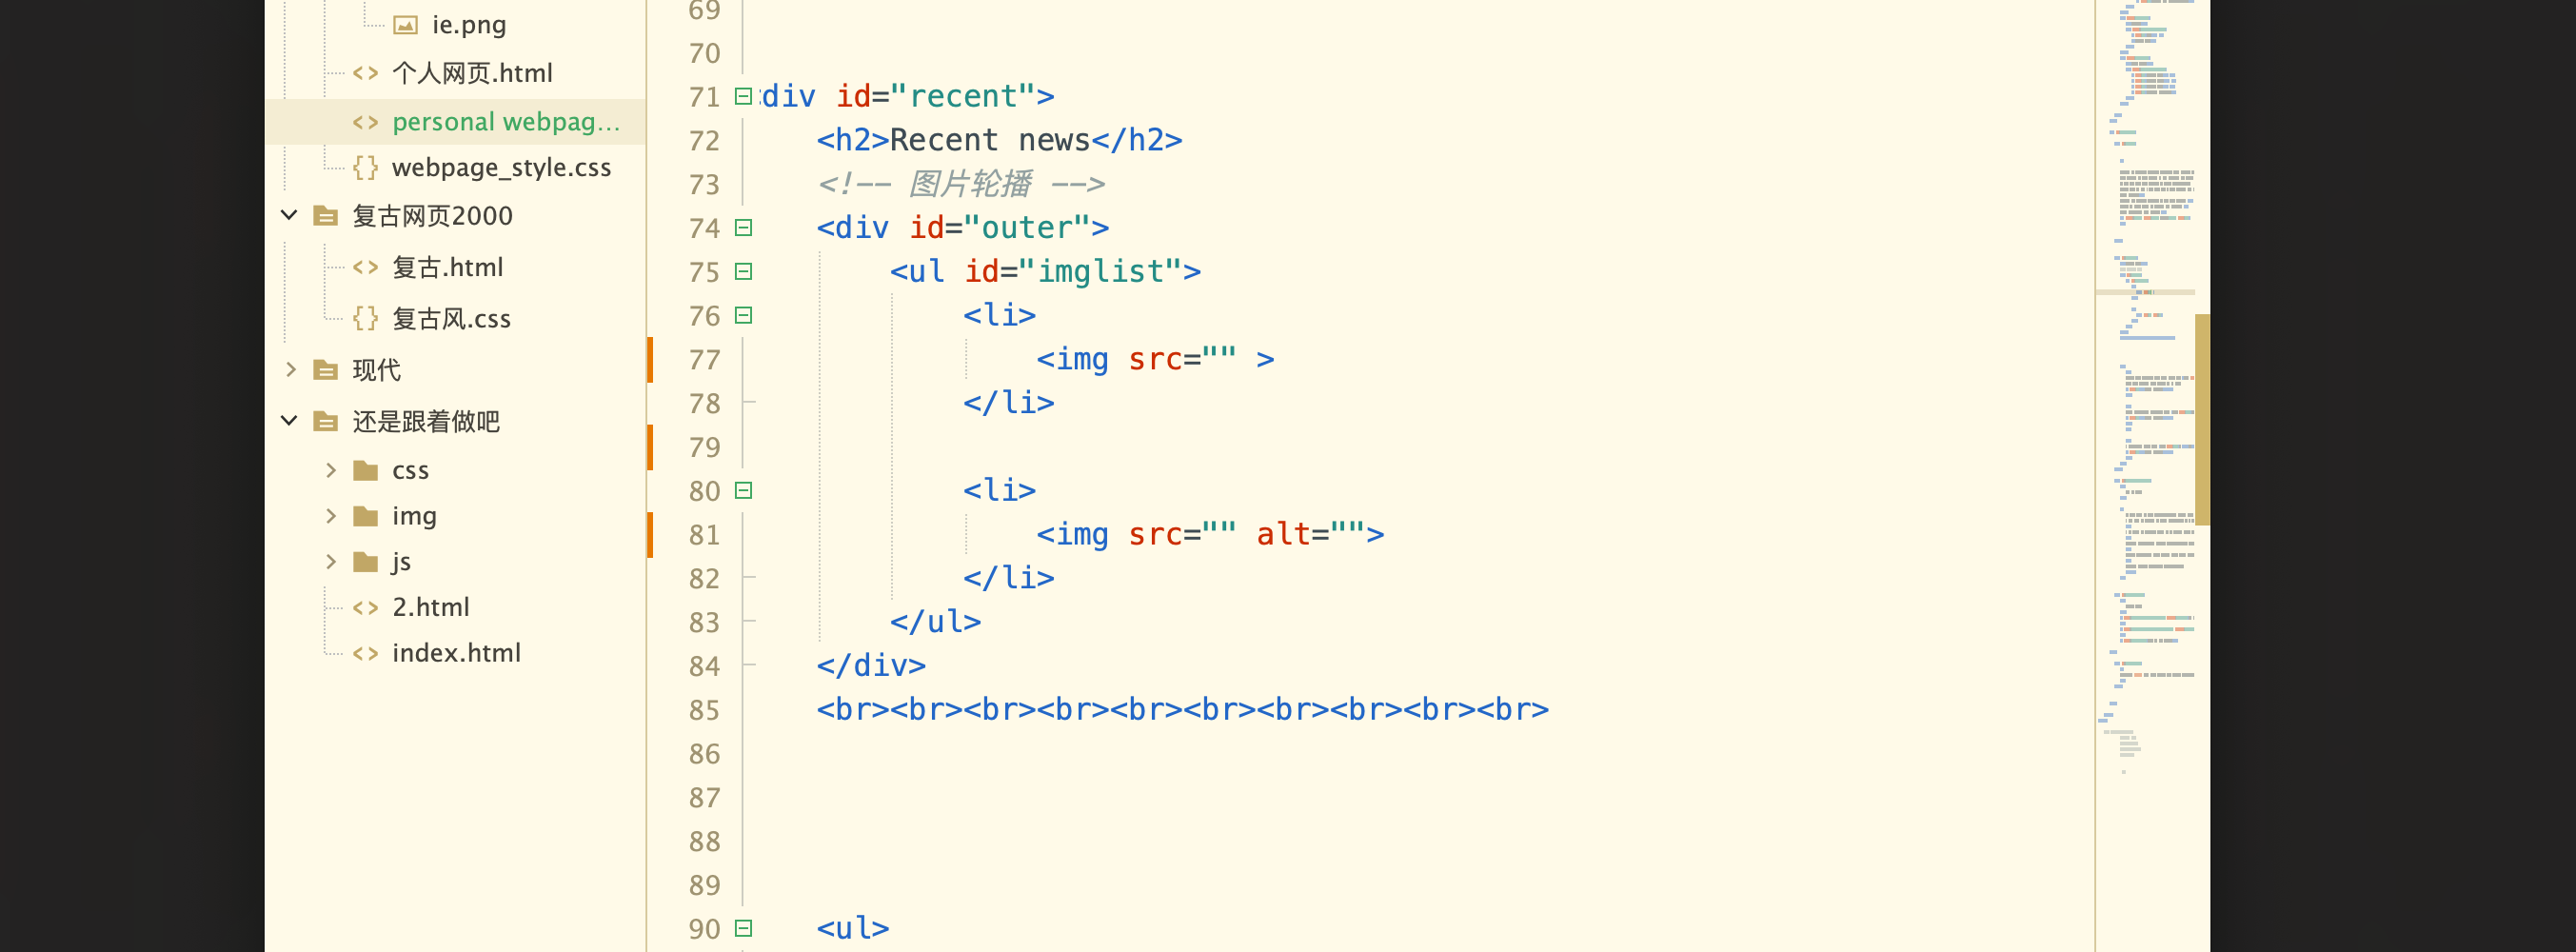 ie.png
个人网页.html
personal webpag...
webpage_style.css
复古网页2000
复古.html
复古风.css
现代
还是跟着做吧
css
img
js
2.html
index.html
69
70
71 div id="recent">
72 <h2>Recent news</h2>
73 <!-- 图片轮播 -->
74 <div id="outer">
75 <ul id="imglist">
76 <li>
77 <img src="" >
78 </li>
79
80 <li>
81 <img src="" alt="">
82 </li>
83 </ul>
84 </div>
85 <br><br><br><br><br><br><br><br><br><br>
86
87
88
89
90 <ul>